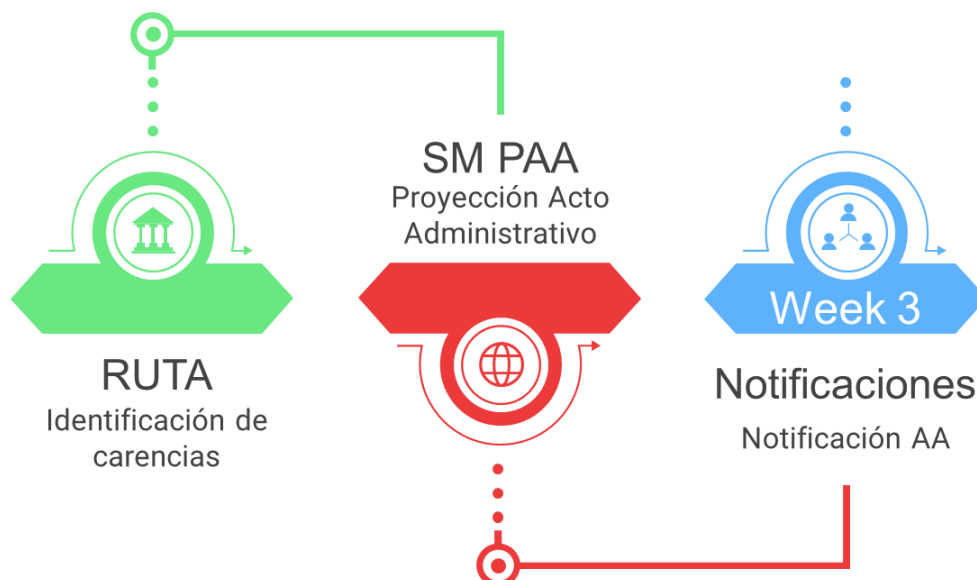 RUTA
Identificación de
carencias
SM PAA
Proyección Acto
Administrativo
Week 3
Notificaciones
Notificación AA